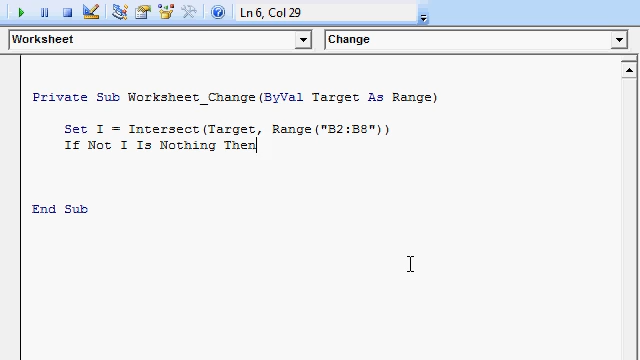 Ln 6, Col 29
Worksheet Change
Private Sub Worksheet_Change(ByVal Target As Range)
Set I = Intersect(Target, Range("B2:B8"))
If Not I Is Nothing Then
End Sub